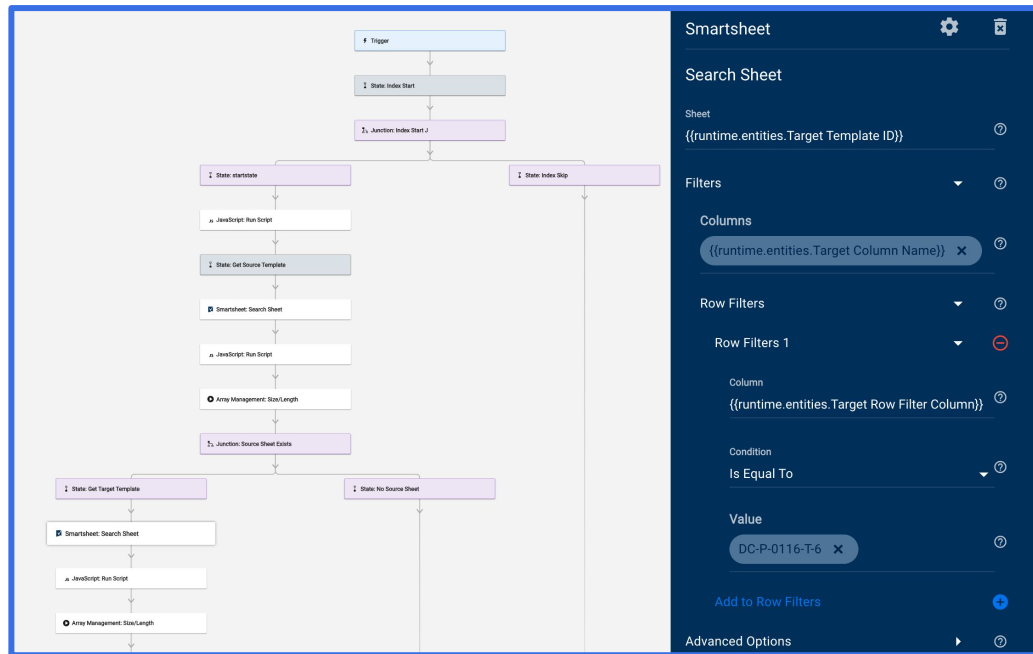 Trigger
State: Index Start
Junction: Index Start J
State: startstate
State: Index Skip
JavaScript: Run Script
State: Get Source Template
Smartsheet: Search Sheet
JavaScript: Run Script
Array Management: Size/Length
Junction: Source Sheet Exists
State: Get Target Template
State: No Source Sheet
Smartsheet: Search Sheet
JavaScript: Run Script
Array Management: Size/Length
Smartsheet
Search Sheet
Sheet
{{runtime.entities.Target Template ID}}
Filters
Columns
{{runtime.entities.Target Column Name}}
Row Filters
Row Filters 1
Column
{{runtime.entities.Target Row Filter Column}}
Condition
Is Equal To
Value
DC-P-0116-T-6
Add to Row Filters
Advanced Options